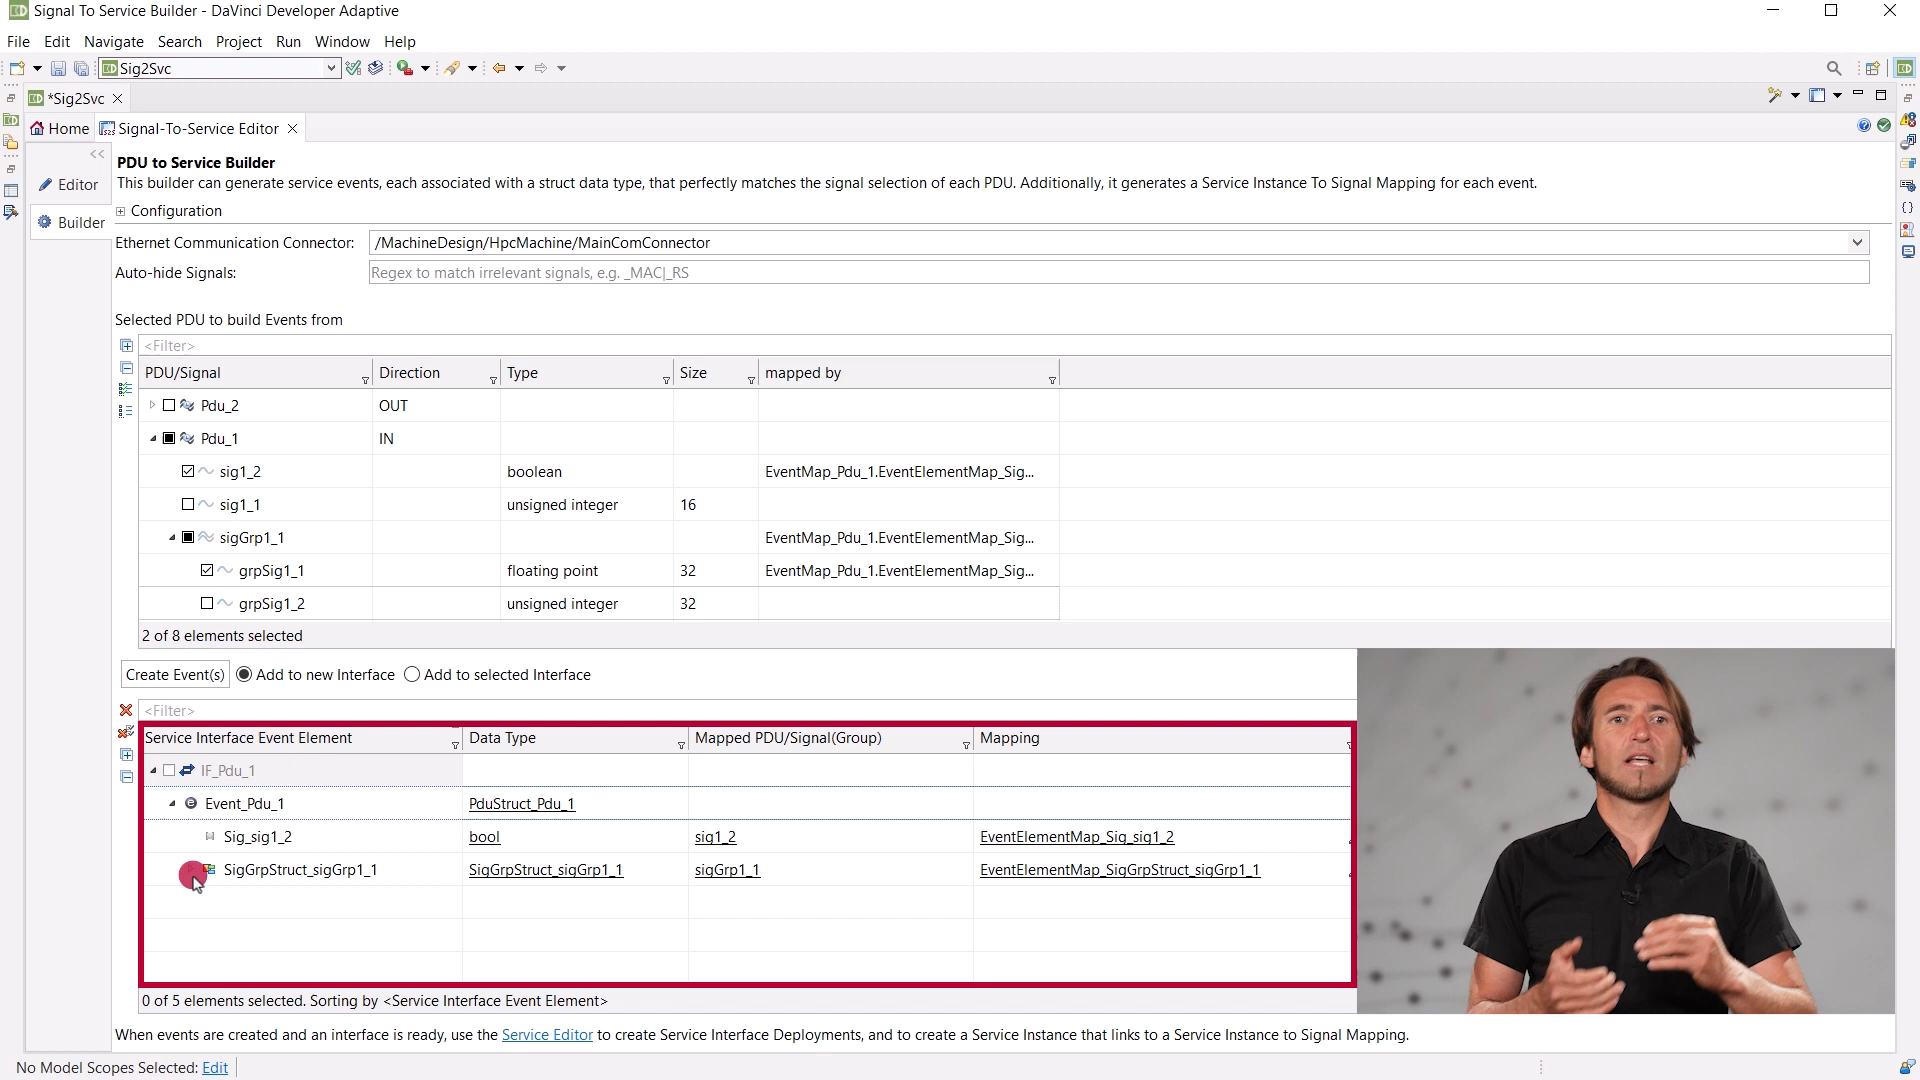 Signal To Service Builder - DaVinci Developer Adaptive
File Edit Navigate Search Project Run Window Help
Sig2Svc
*Sig2Svc
Home Signal-To-Service Editor
PDU to Service Builder
Editor
This builder can generate service events, each associated with a struct data type, that perfectly matches the signal selection of each PDU. Additionally, it generates a Service Instance To Signal Mapping for each event.
Configuration
Builder
Ethernet Communication Connector: /MachineDesign/HpcMachine/MainComConnector
Auto-hide Signals: Regex to match irrelevant signals, e.g. _MAC|_RS
Selected PDU to build Events from
<Filter>
PDU/Signal Direction Type Size mapped by
Pdu_2 OUT
Pdu_1 IN
sig1_2 boolean EventMap_Pdu_1.EventElementMap_Sig...
sig1_1 unsigned integer 16
sigGrp1_1 EventMap_Pdu_1.EventElementMap_Sig...
grpSig1_1 floating point 32 EventMap_Pdu_1.EventElementMap_Sig...
grpSig1_2 unsigned integer 32
2 of 8 elements selected
Create Event(s) Add to new Interface Add to selected Interface
<Filter>
Service Interface Event Element Data Type Mapped PDU/Signal(Group) Mapping
IF_Pdu_1
Event_Pdu_1 PduStruct_Pdu_1
Sig_sig1_2 bool sig1_2 EventElementMap_Sig_sig1_2
SigGrpStruct_sigGrp1_1 SigGrpStruct_sigGrp1_1 sigGrp1_1 EventElementMap_SigGrpStruct_sigGrp1_1
0 of 5 elements selected. Sorting by <Service Interface Event Element>
When events are created and an interface is ready, use the Service Editor to create Service Interface Deployments, and to create a Service Instance that links to a Service Instance to Signal Mapping.
No Model Scopes Selected: Edit